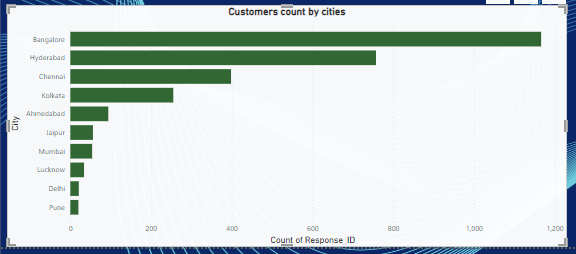 Customers count by cities
City
Bangalore
Hyderabad
Chennai
Kolkata
Ahmedabad
Jaipur
Mumbai
Lucknow
Delhi
Pune
0 200 400 600 800 1,000 1,200
Count of Response_ID